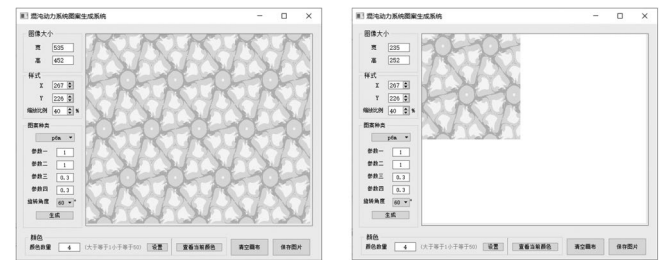 混沌动力系统图案生成系统
图像大小
宽 535
高 452
样式
X 267
Y 226
缩放比例 40 %
图案种类
p6m
参数一 1
参数二 1
参数三 0.3
参数四 0.3
旋转角度 60 °
生成
颜色
颜色数量 4 (大于等于1小于等于50) 设置 查看当前颜色 清空画布 保存图片
混沌动力系统图案生成系统
图像大小
宽 235
高 252
样式
X 267
Y 226
缩放比例 40 %
图案种类
p6m
参数一 1
参数二 1
参数三 0.3
参数四 0.3
旋转角度 60 °
生成
颜色
颜色数量 4 (大于等于1小于等于50) 设置 查看当前颜色 清空画布 保存图片